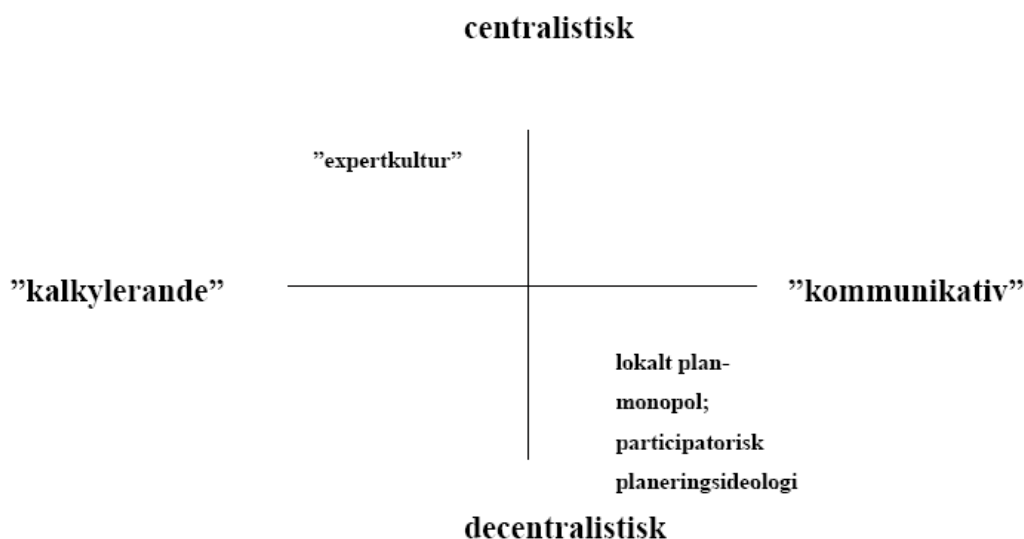 centralistisk
”expertkultur”
”kalkylerande”
”kommunikativ”
lokalt plan-
monopol;
participatorisk
planeringsideologi
decentralistisk